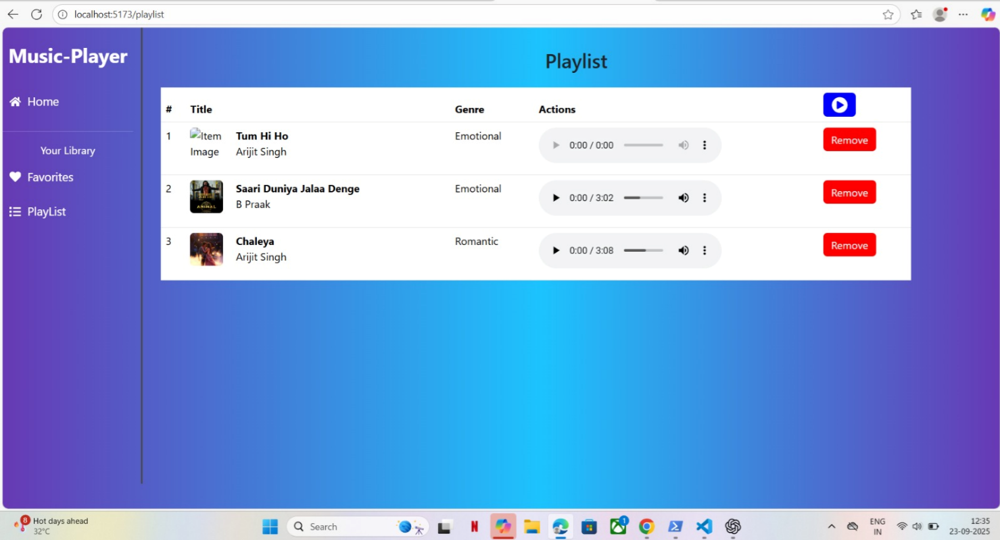 localhost:5173/playlist
Music-Player
Home
Your Library
Favorites
PlayList
Playlist
# Title Genre Actions
1 Item Image Tum Hi Ho Emotional 0:00 / 0:00 Remove
Arijit Singh
2 Saari Duniya Jalaa Denge Emotional 0:00 / 3:02 Remove
B Praak
ANIMAL
3 Chaleya Romantic 0:00 / 3:08 Remove
Arijit Singh
8 Hot days ahead
32°C
Search
N
1
ENG
IN
12:35
23-09-2025